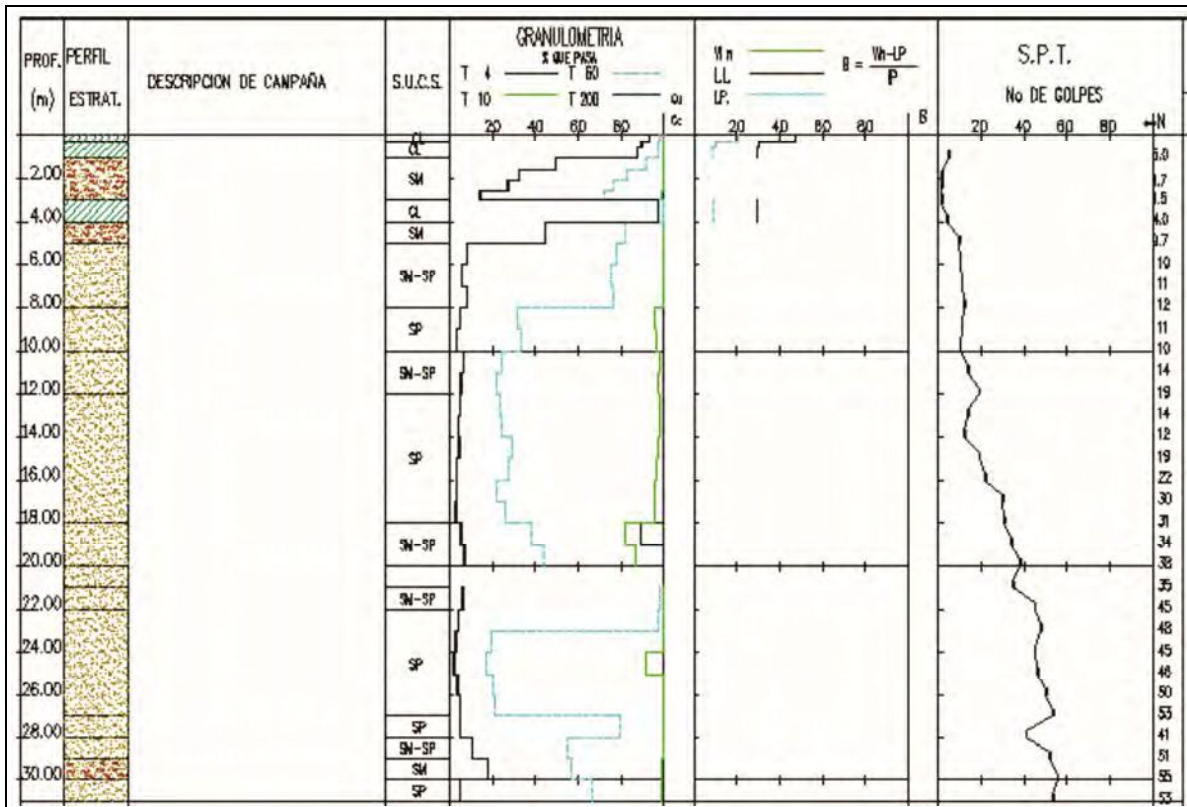 PROF. (m)
PERFIL ESTRAT.
DESCRIPCION DE CAMPAÑA
S.U.C.S.
GRANULOMETRIA
% QUE PASA
T 4 T 60
T 10 T 200
20 40 60 80
LL
LP.
B = Wn-LP
20 40 60 80
B
S.P.T.
No DE GOLPES
20 40 60 80
N
CL
SM
2.00
CL
4.00
SM
9.7
SW-SP
6.00
10
11
8.00
12
SP
11
10.00
10
SM-SP
14
12.00
19
14
14.00
12
SP
19
16.00
22
30
18.00
31
SM-SP
34
20.00
38
35
SM-SP
22.00
45
48
24.00
45
SP
46
26.00
50
53
SP
28.00
41
SM-SP
51
SM
30.00
55
SP
53